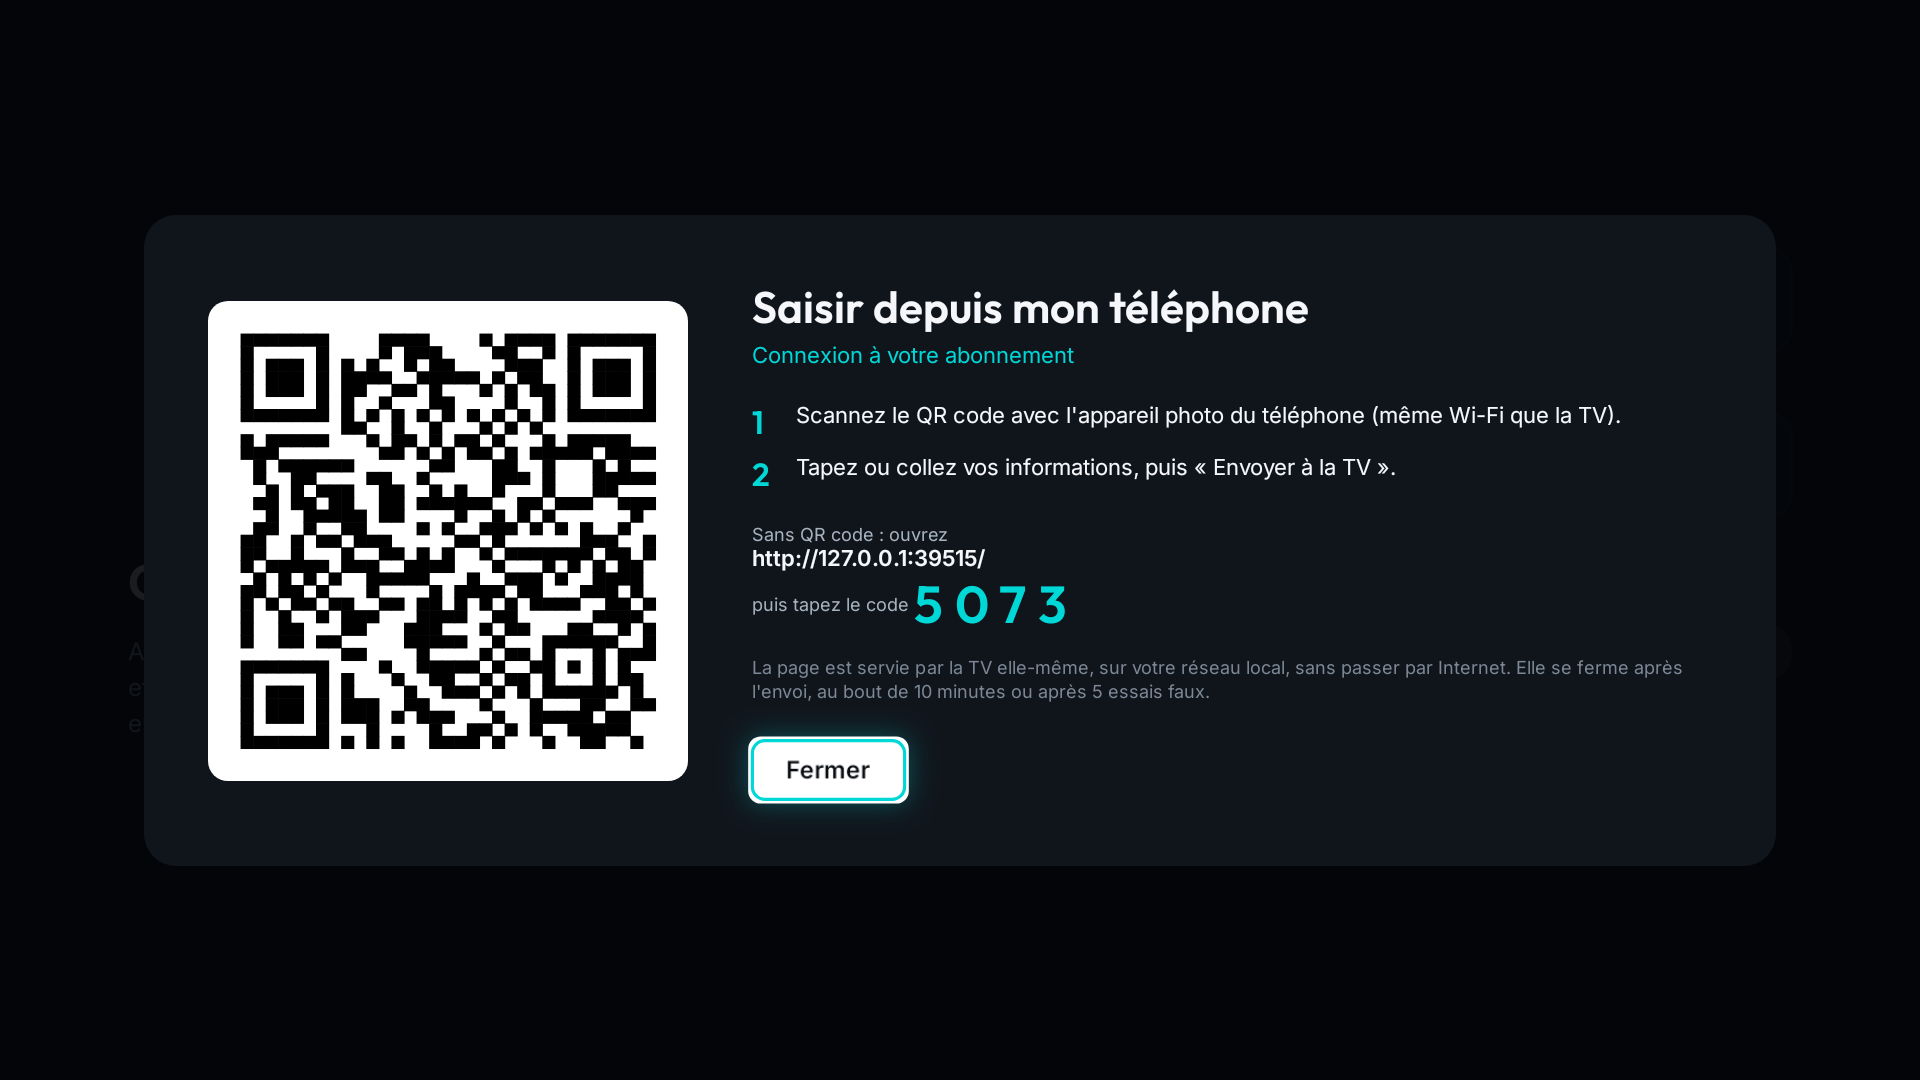 Saisir depuis mon téléphone
Connexion à votre abonnement
1 Scannez le QR code avec l'appareil photo du téléphone (même Wi-Fi que la TV).
2 Tapez ou collez vos informations, puis « Envoyer à la TV ».
Sans QR code : ouvrez
http://127.0.0.1:39515/
puis tapez le code 5073
La page est servie par la TV elle-même, sur votre réseau local, sans passer par Internet. Elle se ferme après
l'envoi, au bout de 10 minutes ou après 5 essais faux.
Fermer